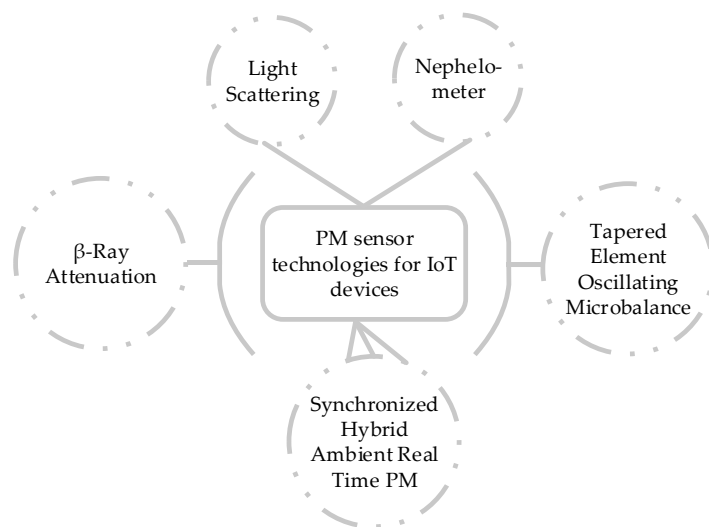 Light
Scattering
Nephelo-
meter
β-Ray
Attenuation
PM sensor
technologies for IoT
devices
Tapered
Element
Oscillating
Microbalance
Synchronized
Hybrid
Ambient Real
Time PM